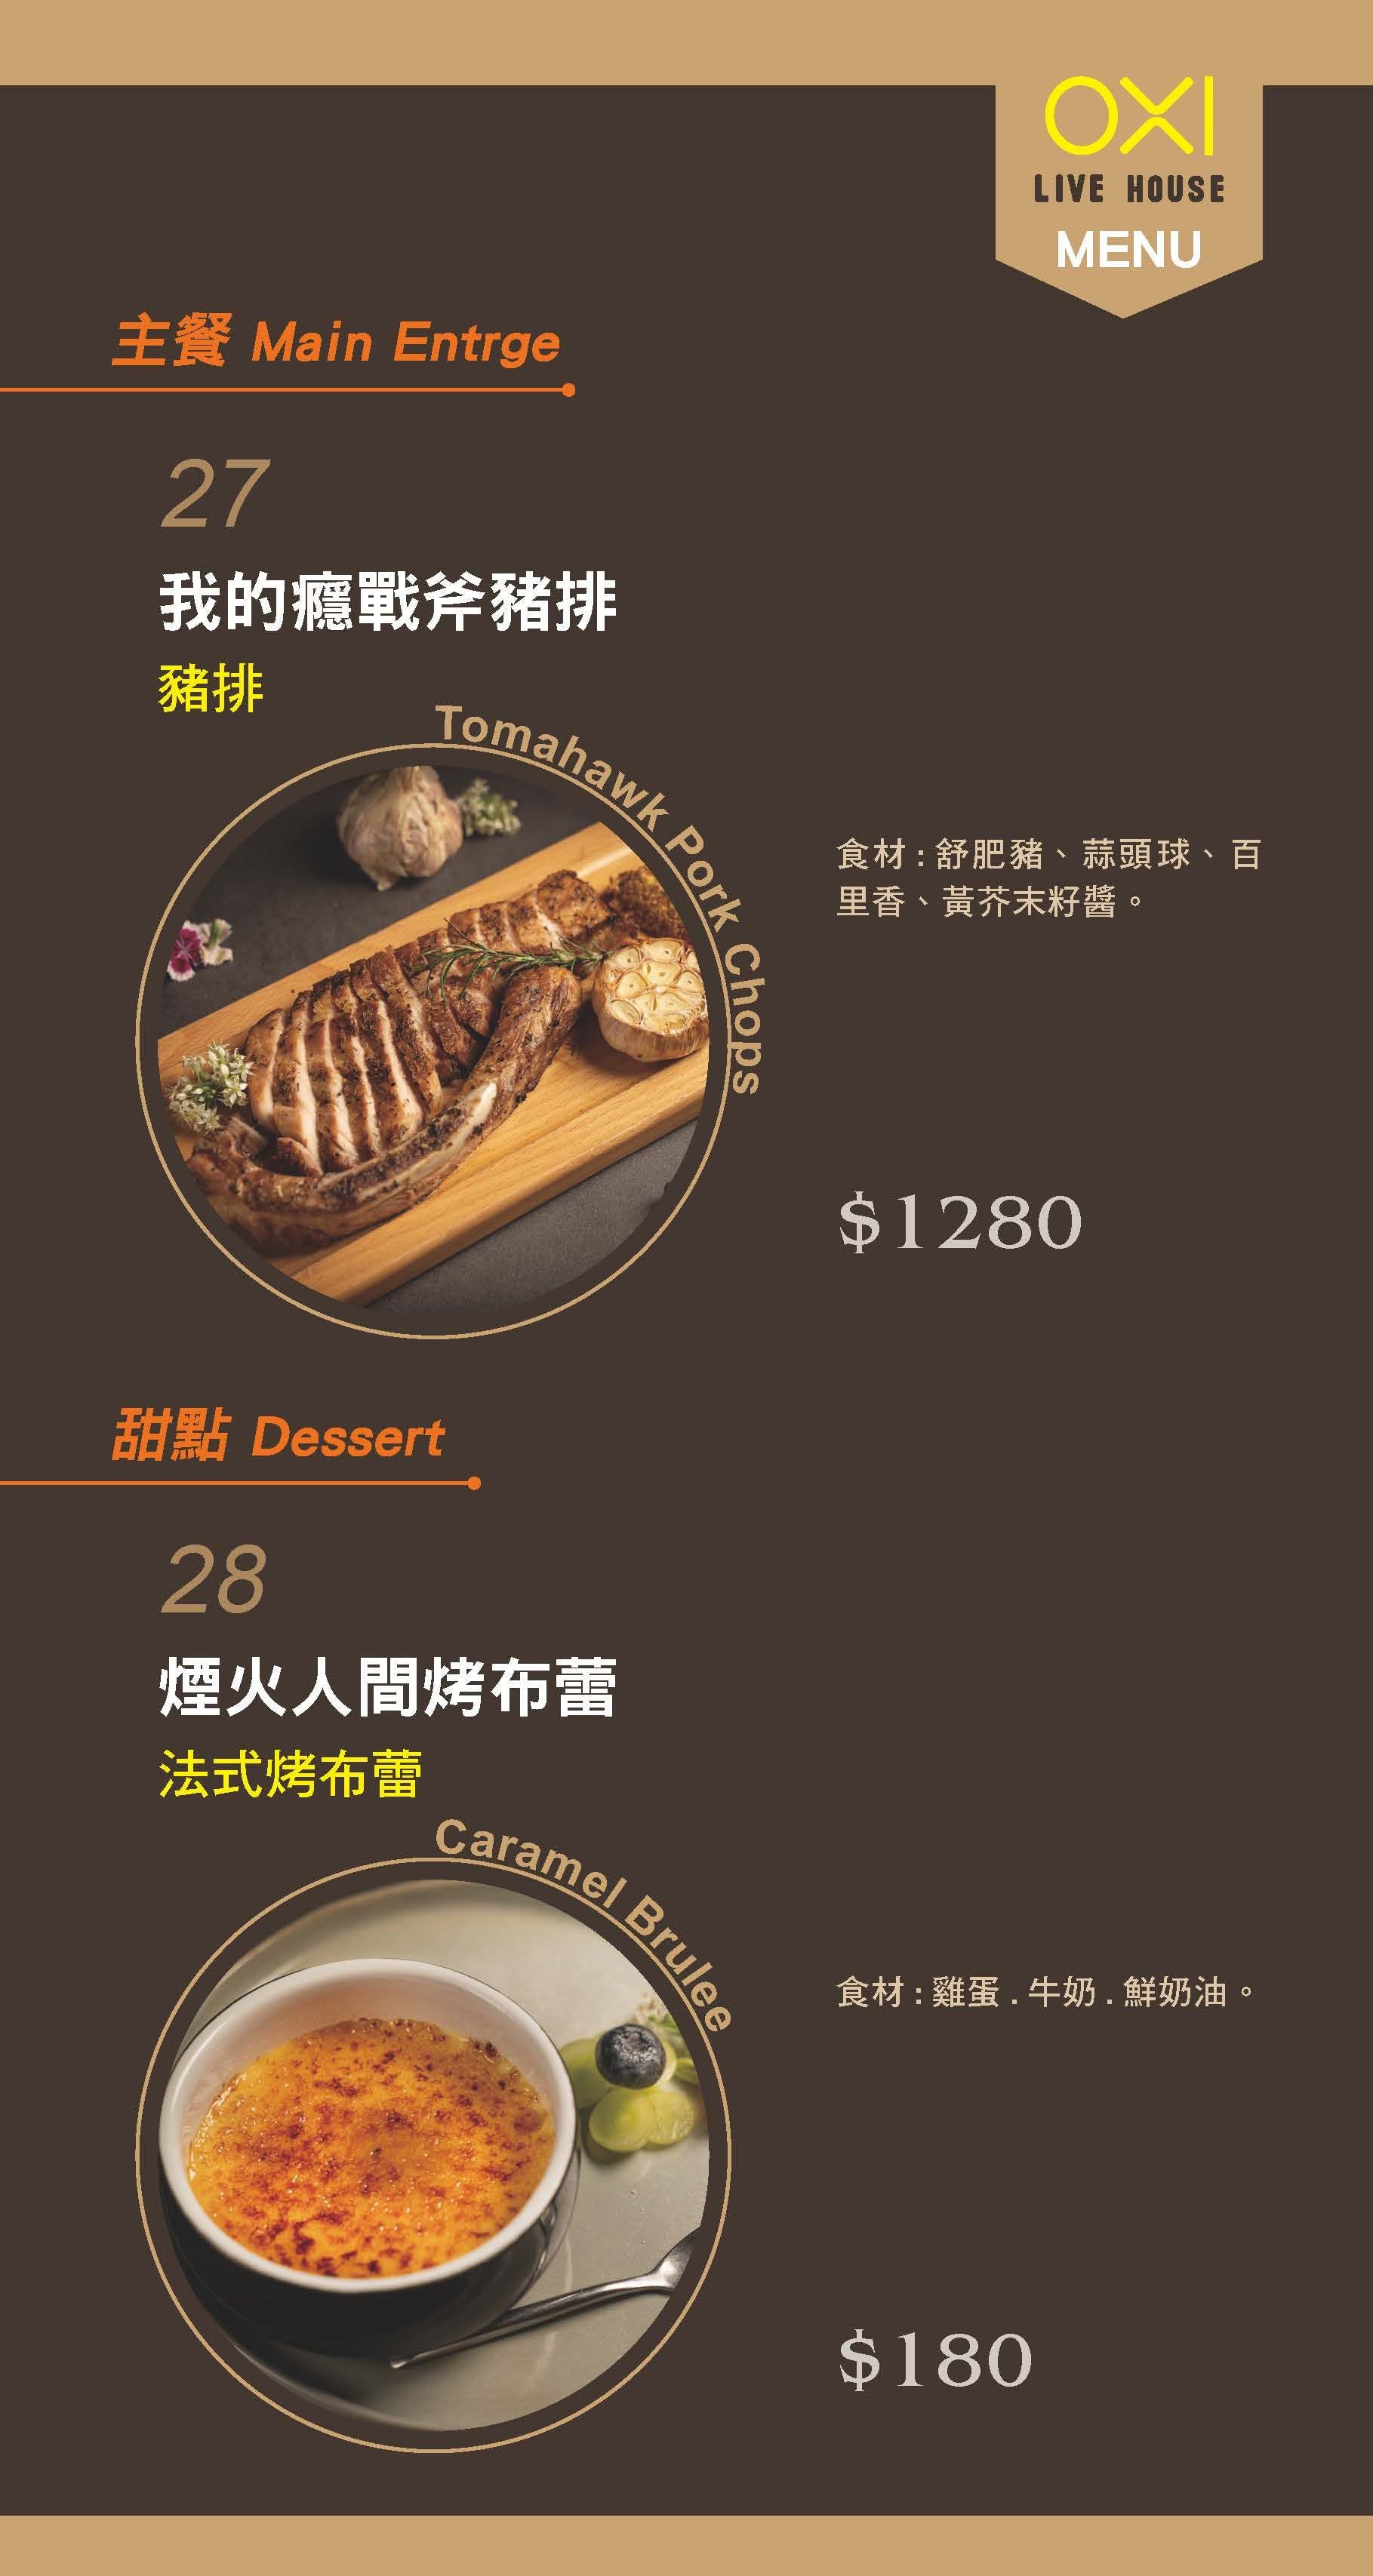 OXI
LIVE HOUSE
MENU
主餐 Main Entrge
27
我的癮戰斧豬排
豬排
Tomahawk Pork Chops
食材:舒肥豬、蒜頭球、百
里香、黃芥末籽醬。
$1280
甜點 Dessert
28
煙火人間烤布蕾
法式烤布蕾
Caramel Brulee
食材:雞蛋.牛奶.鮮奶油。
$180